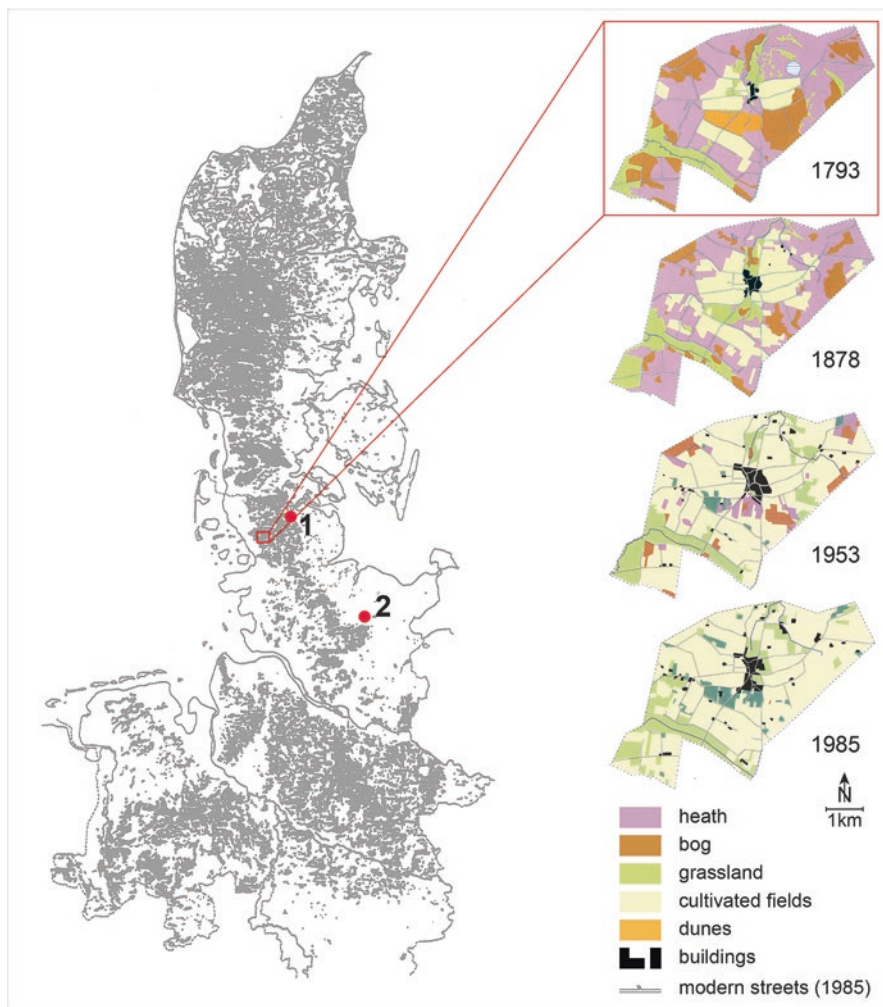 1793
1878
1
1953
2
1985
N
1km
heath
bog
grassland
cultivated fields
dunes
buildings
modern streets (1985)